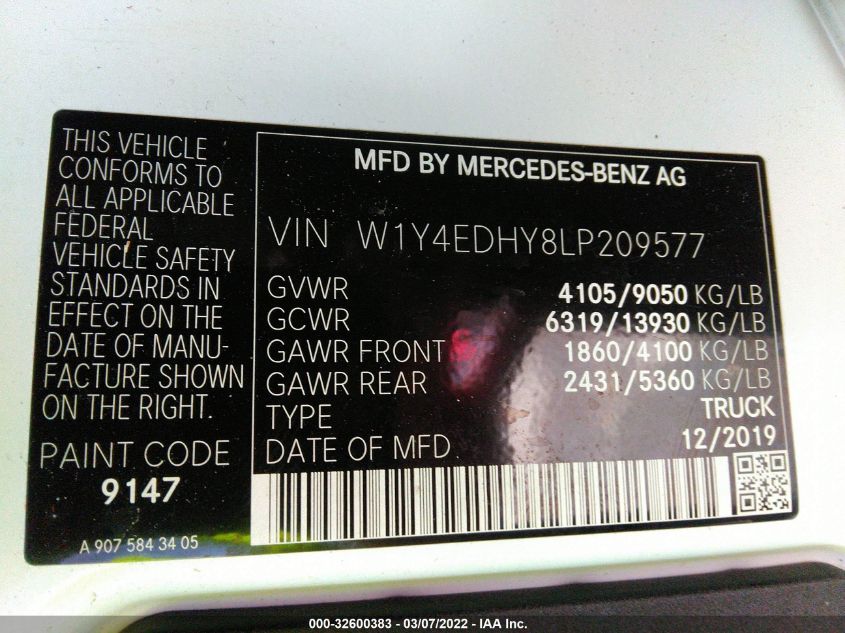 THIS VEHICLE
CONFORMS TO
ALL APPLICABLE
FEDERAL
VEHICLE SAFETY
STANDARDS IN
EFFECT ON THE
DATE OF MANU-
FACTURE SHOWN
ON THE RIGHT.
PAINT CODE
9147
A 907 584 34 05
MFD BY MERCEDES-BENZ AG
VIN W1Y4EDHY8LP209577
GVWR 4105/9050 KG/LB
GCWR 6319/13930 KG/LB
GAWR FRONT 1860/4100 KG/LB
GAWR REAR 2431/5360 KG/LB
TYPE TRUCK
DATE OF MFD. 12/2019
000-32600383 - 03/07/2022 - IAA Inc.